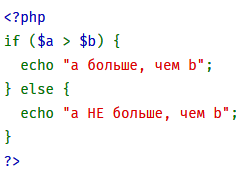 <?php
if ($a > $b) {
  echo "a больше, чем b";
} else {
  echo "a НЕ больше, чем b";
}
?>